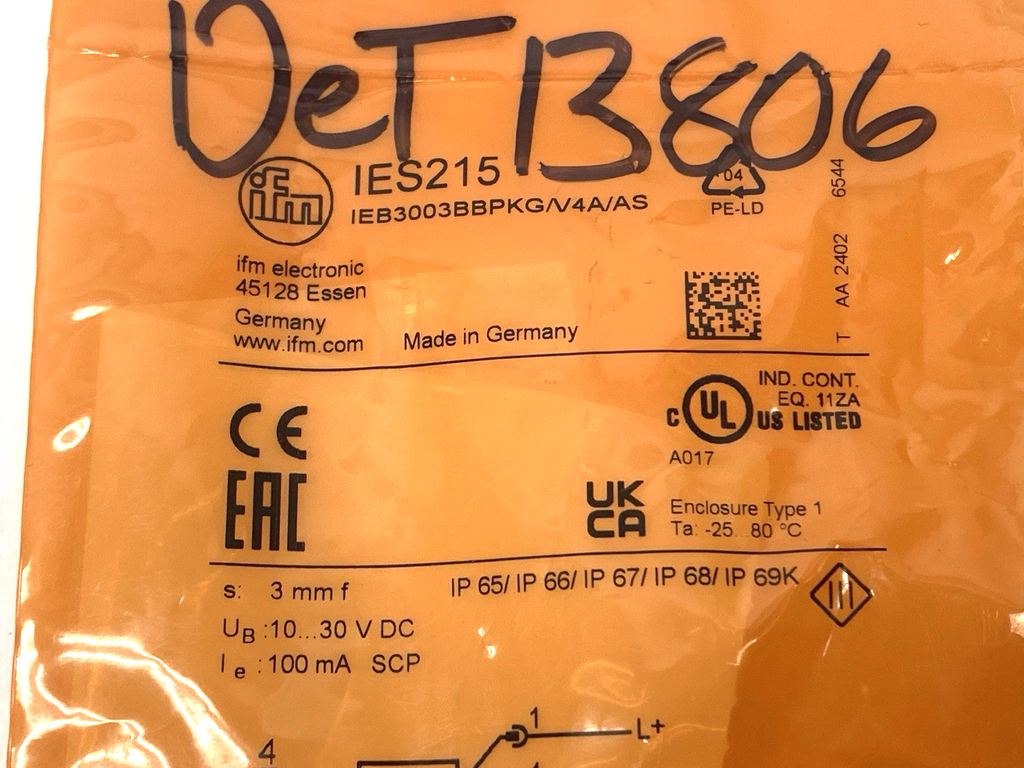 DeT 13806
ifm
IES215
IEB3003BBPKG/V4A/AS
04
PE-LD
T AA 2402 6544
ifm electronic
45128 Essen
Germany
www.ifm.com
Made in Germany
CE
EAC
C UL US LISTED
IND. CONT.
EQ. 11ZA
A017
UK
CA
Enclosure Type 1
Ta: -25...80 °C
s: 3 mm f
IP 65/ IP 66/ IP 67/ IP 68/ IP 69K
UB :10...30 V DC
Ie : 100 mA SCP
1
L+
4